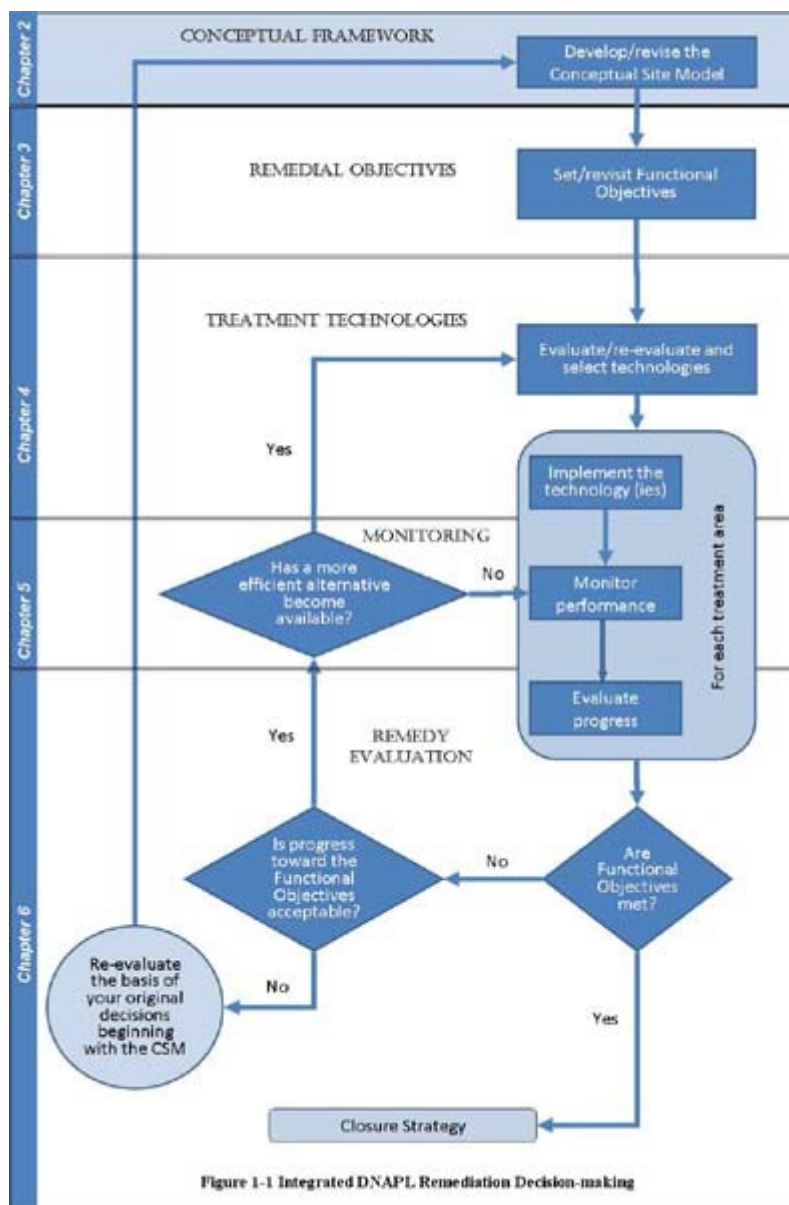 Chapter 2
CONCEPTUAL FRAMEWORK
Develop/revise the
Conceptual Site Model
Chapter 3
REMEDIAL OBJECTIVES
Set/revisit Functional
Objectives
Chapter 4
TREATMENT TECHNOLOGIES
Evaluate/re-evaluate and
select technologies
Yes
Implement the
technology (ies)
For each treatment area
Chapter 5
MONITORING
Has a more
efficient alternative
become
available?
No
Monitor
performance
Chapter 6
Evaluate
progress
Yes
REMEDY
EVALUATION
Is progress
toward the
Functional
Objectives
acceptable?
No
Are
Functional
Objectives
met?
Re-evaluate
the basis of
your original
decisions
beginning
with the CSM
No
Yes
Closure Strategy
Figure 1-1 Integrated DNAPL Remediation Decision-making